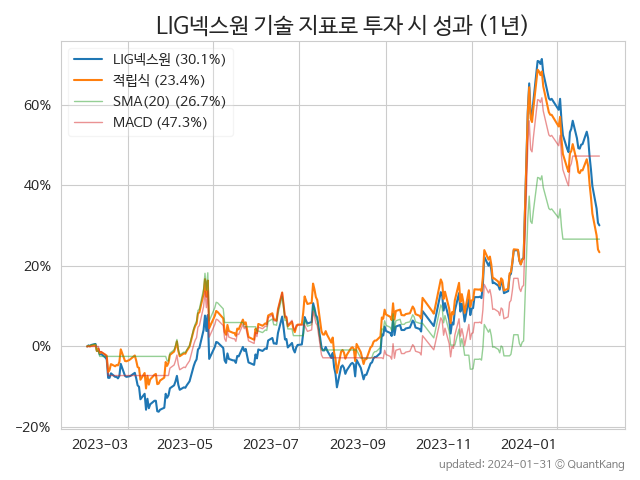 LIG넥스원 기술 지표로 투자 시 성과 (1년)
LIG넥스원 (30.1%)
적립식 (23.4%)
SMA(20) (26.7%)
MACD (47.3%)
60%
40%
20%
0%
−20%
2023-03 2023-05 2023-07 2023-09 2023-11 2024-01
updated: 2024-01-31 © QuantKang